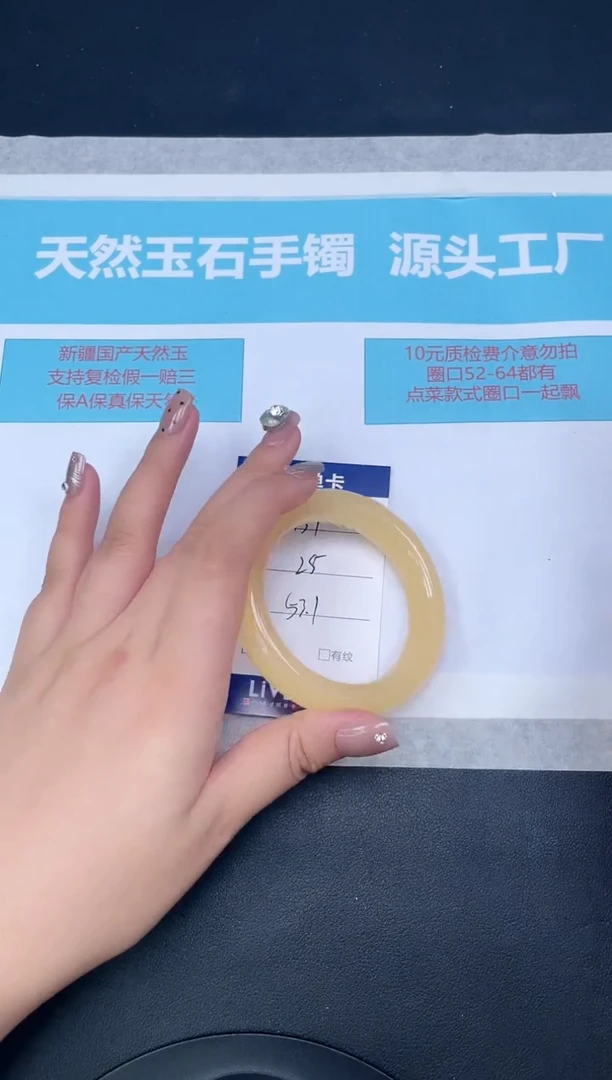 天然玉石手镯 源头工厂
新疆国产天然玉
支持复检假一赔三
保A保真保天
10元质检费介意勿拍
圈口52-64都有
点菜款式圈口一起飘
卡
25
53.1
□有纹
LiV